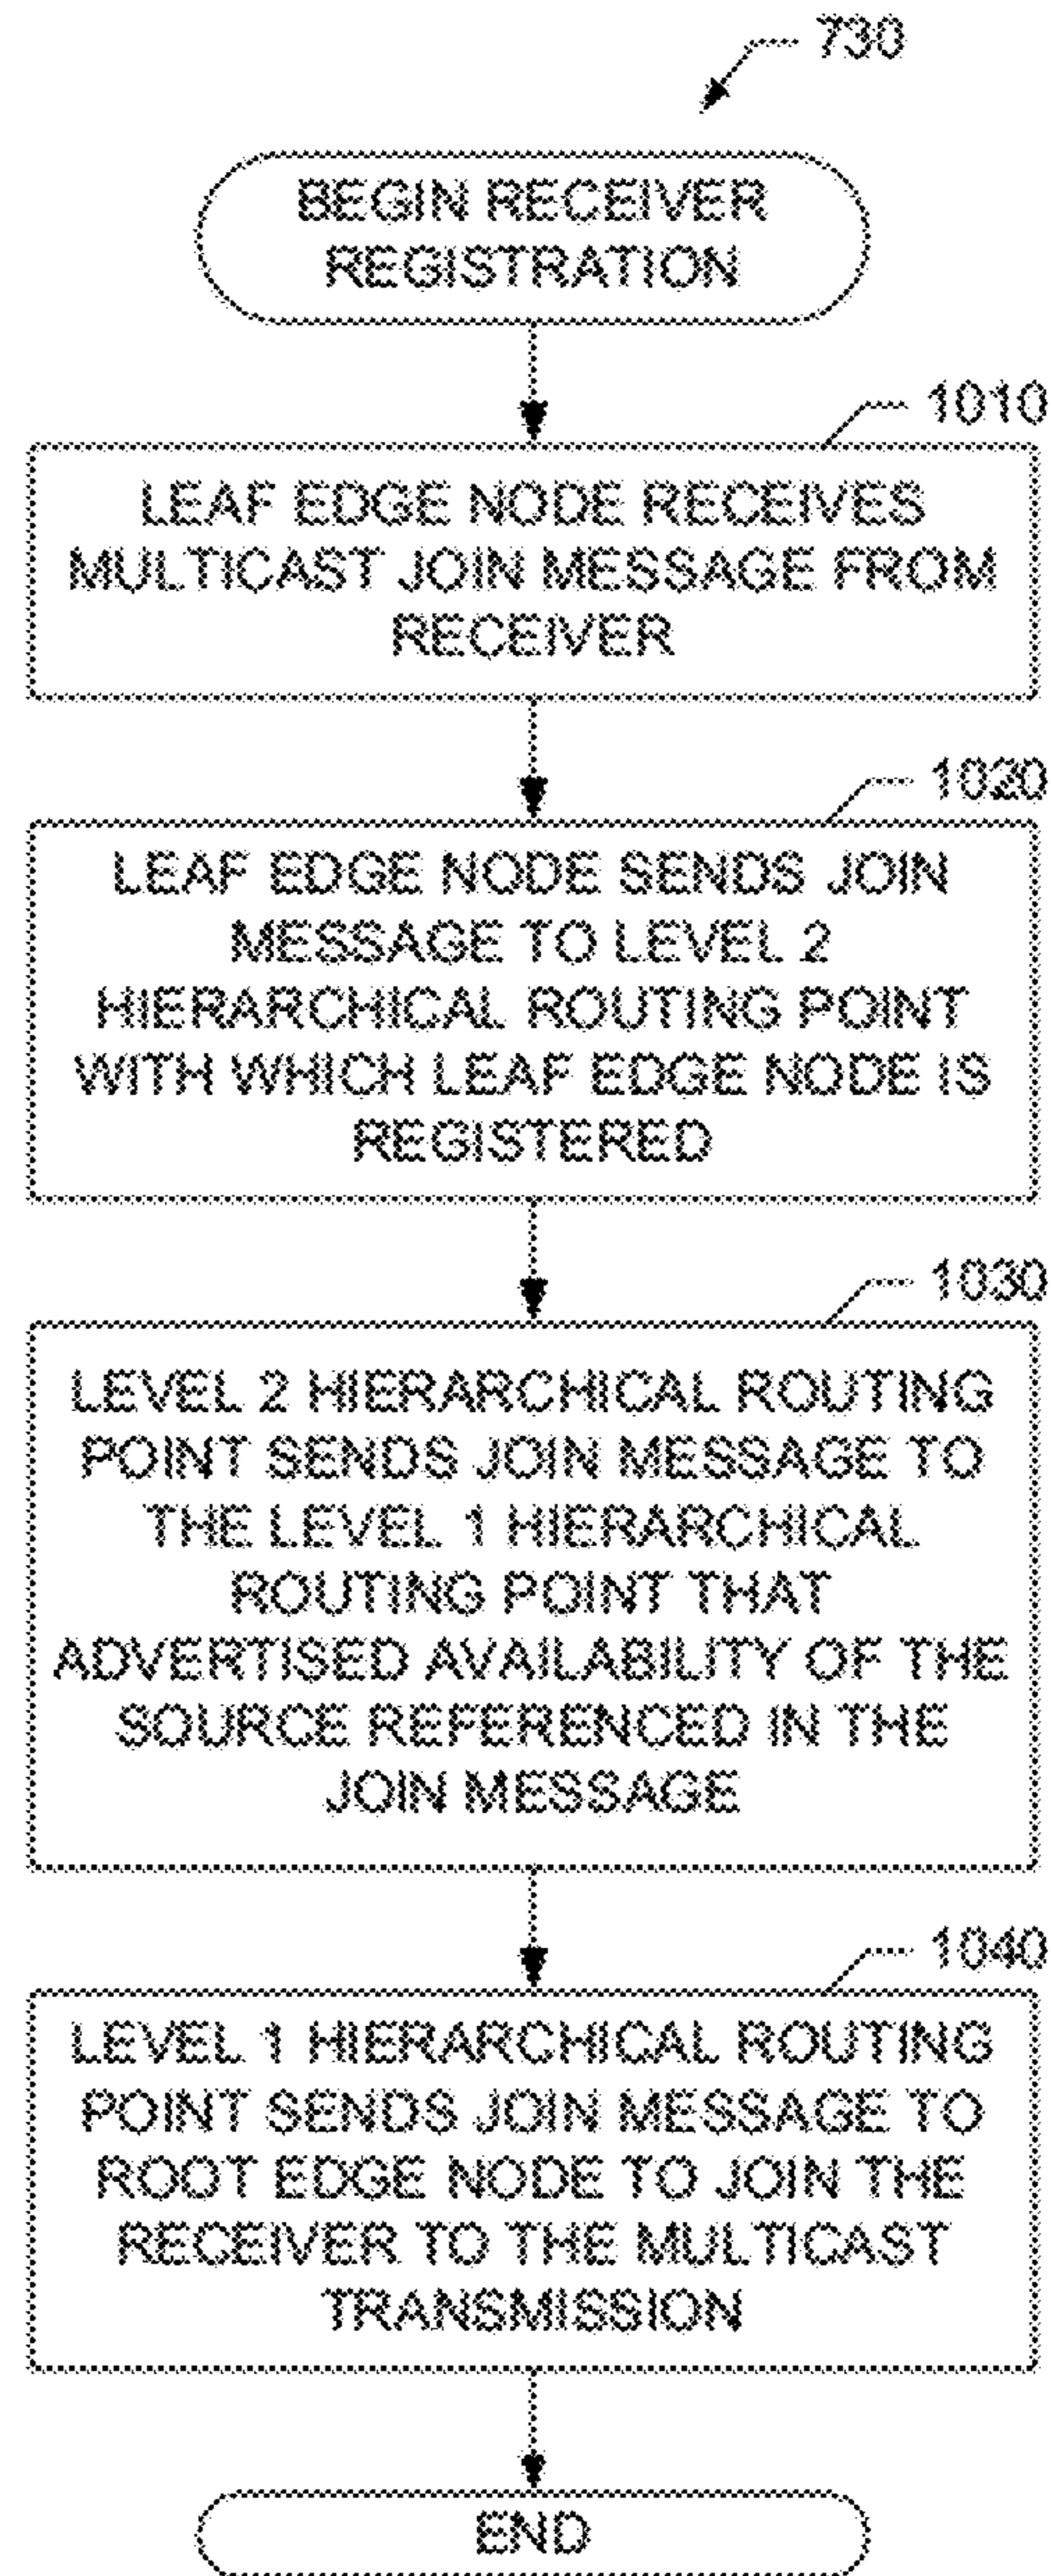 730
BEGIN RECEIVER
REGISTRATION
1010
LEAF EDGE NODE RECEIVES
MULTICAST JOIN MESSAGE FROM
RECEIVER
1020
LEAF EDGE NODE SENDS JOIN
MESSAGE TO LEVEL 2
HIERARCHICAL ROUTING POINT
WITH WHICH LEAF EDGE NODE IS
REGISTERED
1030
LEVEL 2 HIERARCHICAL ROUTING
POINT SENDS JOIN MESSAGE TO
THE LEVEL 1 HIERARCHICAL
ROUTING POINT THAT
ADVERTISED AVAILABILITY OF THE
SOURCE REFERENCED IN THE
JOIN MESSAGE
1040
LEVEL 1 HIERARCHICAL ROUTING
POINT SENDS JOIN MESSAGE TO
ROOT EDGE NODE TO JOIN THE
RECEIVER TO THE MULTICAST
TRANSMISSION
END